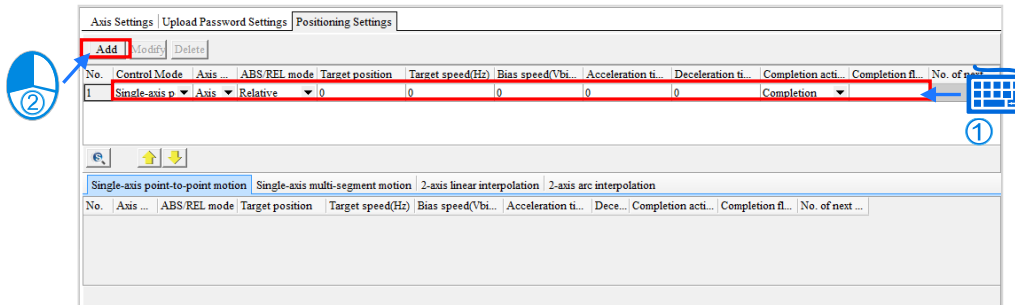 Axis Settings Upload Password Settings Positioning Settings
Add Modify Delete
No. Control Mode Axis ... ABS/REL mode Target position Target speed(Hz) Bias speed(Vbi... Acceleration ti... Deceleration ti... Completion acti... Completion fl... No. of next
1 Single-axis p Axis Relative 0 0 0 0 0 Completion
②
①
Single-axis point-to-point motion Single-axis multi-segment motion 2-axis linear interpolation 2-axis arc interpolation
No. Axis ... ABS/REL mode Target position Target speed(Hz) Bias speed(Vbi... Acceleration ti... Dece... Completion acti... Completion fl... No. of next ...